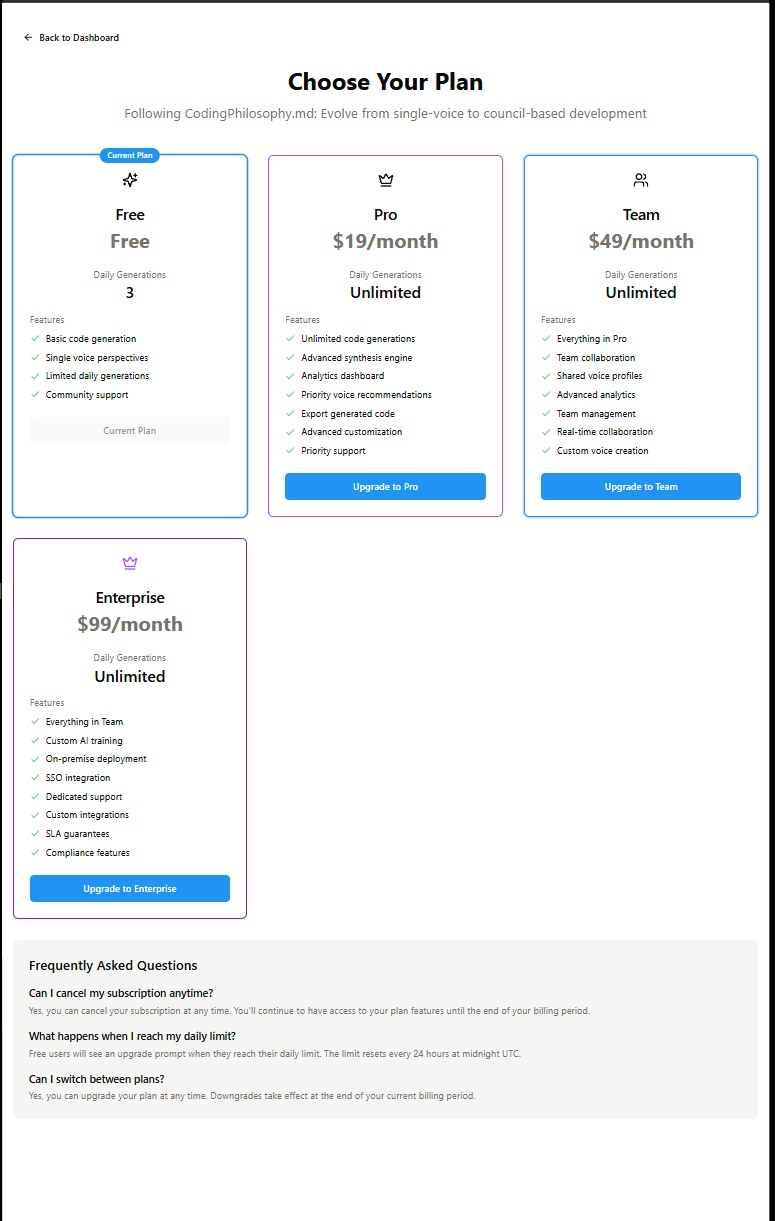 Back to Dashboard
Choose Your Plan
Following CodingPhilosophy.md: Evolve from single-voice to council-based development
Current Plan
Free
Free
Daily Generations
3
Features
Basic code generation
Single voice perspectives
Limited daily generations
Community support
Current Plan
Pro
$19/month
Daily Generations
Unlimited
Features
Unlimited code generations
Advanced synthesis engine
Analytics dashboard
Priority voice recommendations
Export generated code
Advanced customization
Priority support
Upgrade to Pro
Team
$49/month
Daily Generations
Unlimited
Features
Everything in Pro
Team collaboration
Shared voice profiles
Advanced analytics
Team management
Real-time collaboration
Custom voice creation
Upgrade to Team
Enterprise
$99/month
Daily Generations
Unlimited
Features
Everything in Team
Custom AI training
On-premise deployment
SSO integration
Dedicated support
Custom integrations
SLA guarantees
Compliance features
Upgrade to Enterprise
Frequently Asked Questions
Can I cancel my subscription anytime?
Yes, you can cancel your subscription at any time. You'll continue to have access to your plan features until the end of your billing period.
What happens when I reach my daily limit?
Free users will see an upgrade prompt when they reach their daily limit. The limit resets every 24 hours at midnight UTC.
Can I switch between plans?
Yes, you can upgrade your plan at any time. Downgrades take effect at the end of your current billing period.